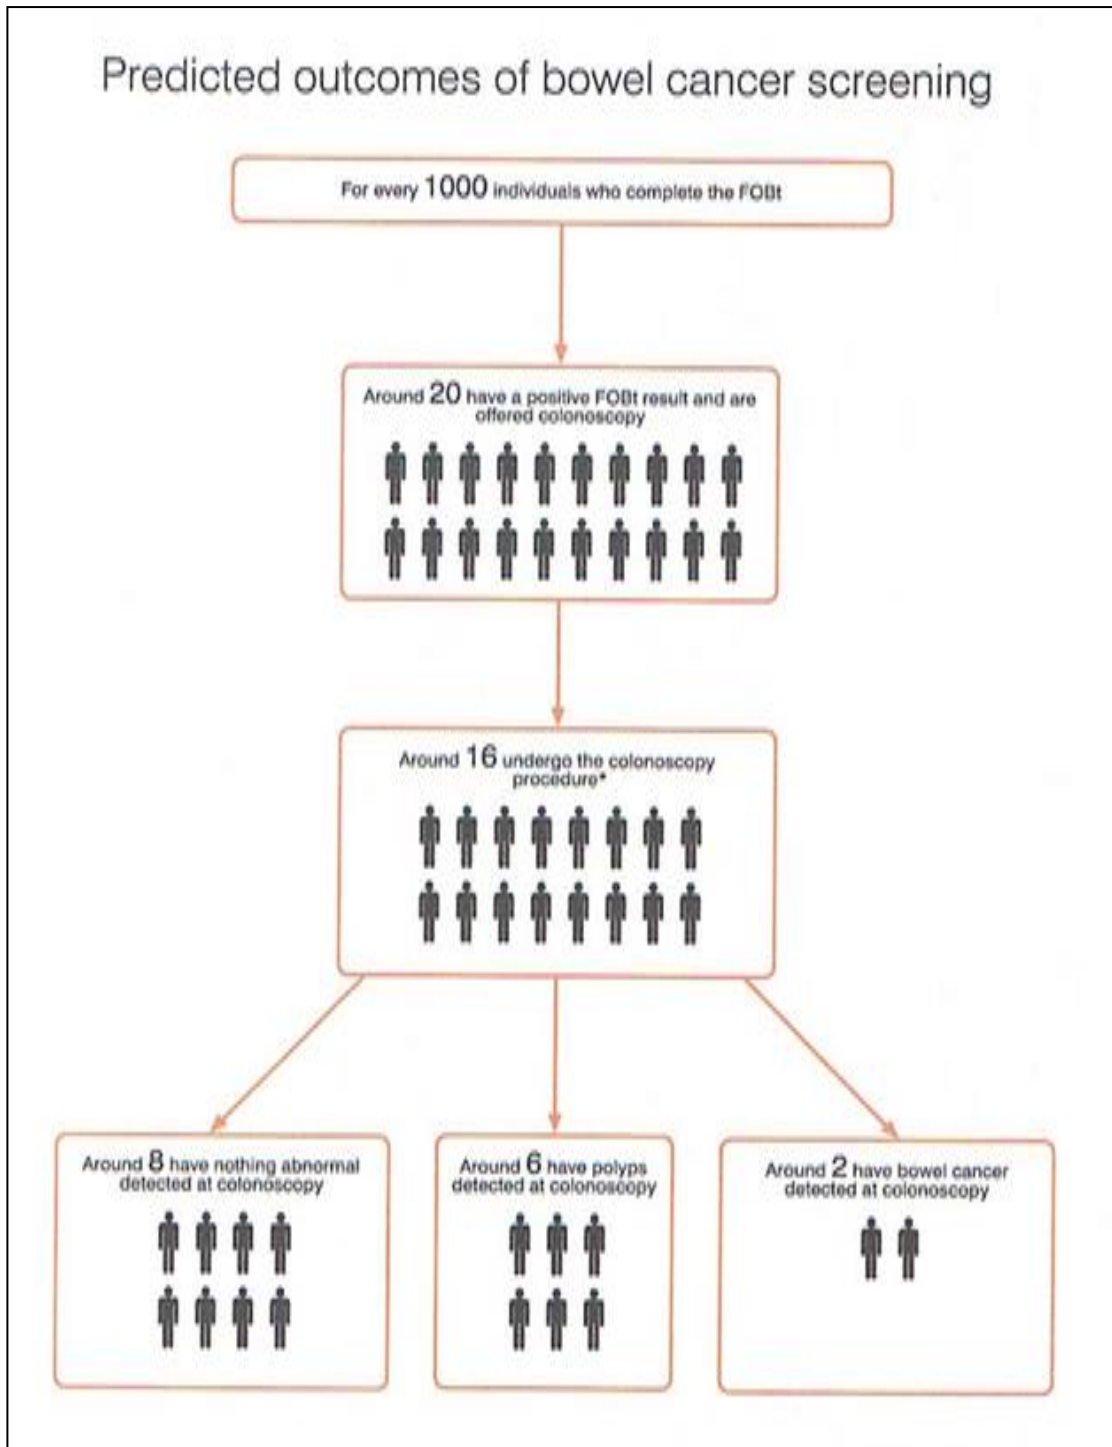 Predicted outcomes of bowel cancer screening
For every 1000 individuals who complete the FOBt
Around 20 have a positive FOBt result and are
offered colonoscopy
Around 16 undergo the colonoscopy
procedure*
Around 8 have nothing abnormal
detected at colonoscopy
Around 6 have polyps
detected at colonoscopy
Around 2 have bowel cancer
detected at colonoscopy